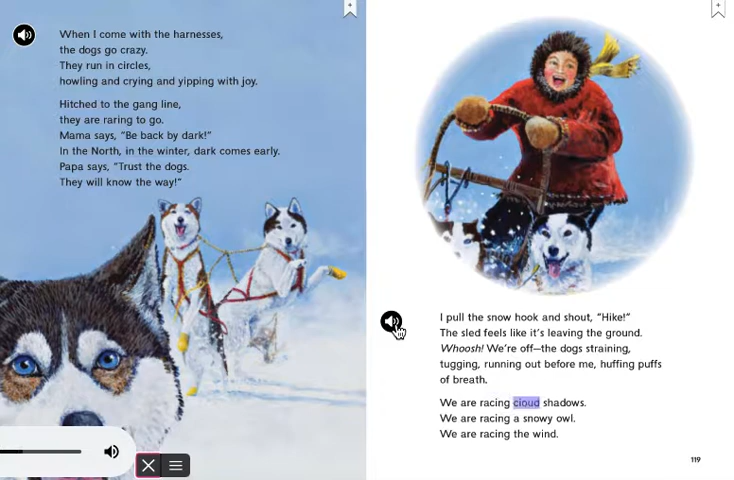 When I come with the harnesses,
the dogs go crazy.
They run in circles,
howling and crying and yipping with joy.
Hitched to the gang line,
they are raring to go.
Mama says, “Be back by dark!”
In the North, in the winter, dark comes early.
Papa says, “Trust the dogs.
They will know the way!”
I pull the snow hook and shout, “Hike!”
The sled feels like it’s leaving the ground.
Whoosh! We’re off—the dogs straining,
tugging, running out before me, huffing puffs
of breath.
We are racing cloud shadows.
We are racing a snowy owl.
We are racing the wind.
119